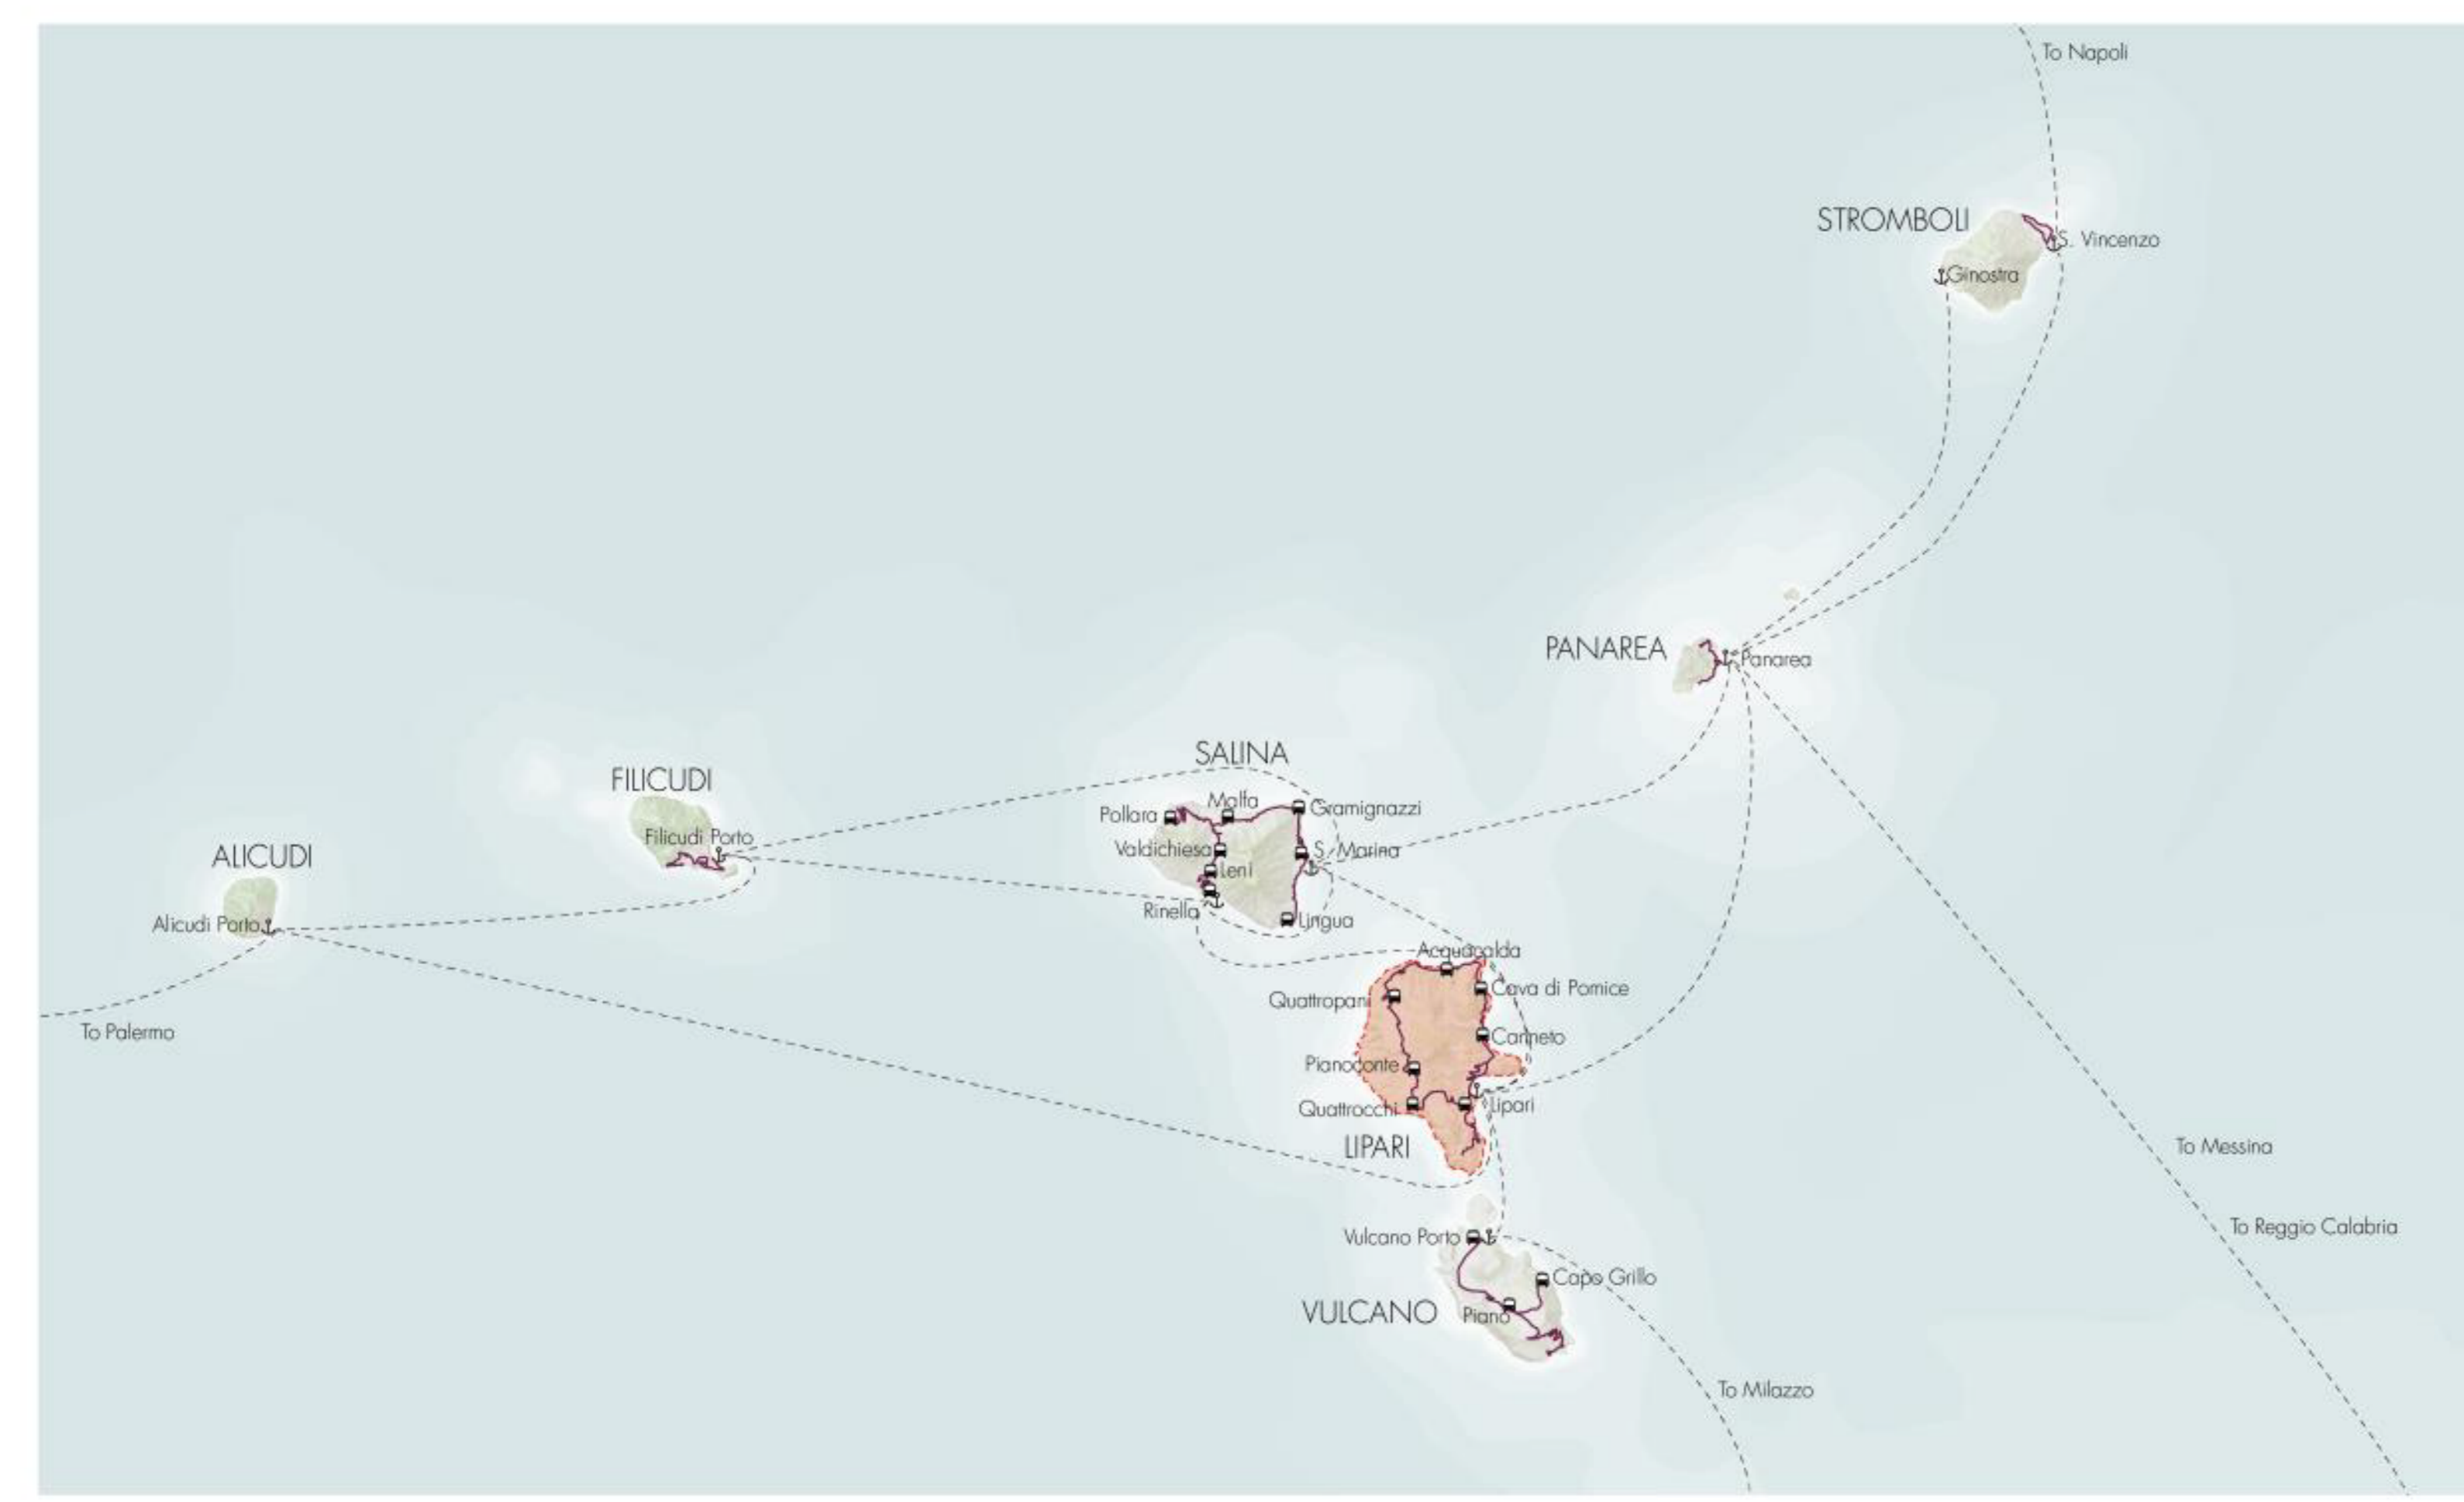 To Napoli
STROMBOLI
S. Vincenzo
Ginostra
PANAREA
Panarea
SALINA
FILICUDI
Malfa
Pollara
Gramignazzi
Filicudi Porto
Valdichiesa
S. Marina
ALICUDI
Leni
Rinella
Lingua
Alicudi Porto
Acquacalda
Cava di Pomice
Quattropani
To Palermo
Canneto
Pianoconte
Quattrocchi
Lipari
LIPARI
To Messina
To Reggio Calabria
Vulcano Porto
Capo Grillo
VULCANO
Piano
To Milazzo